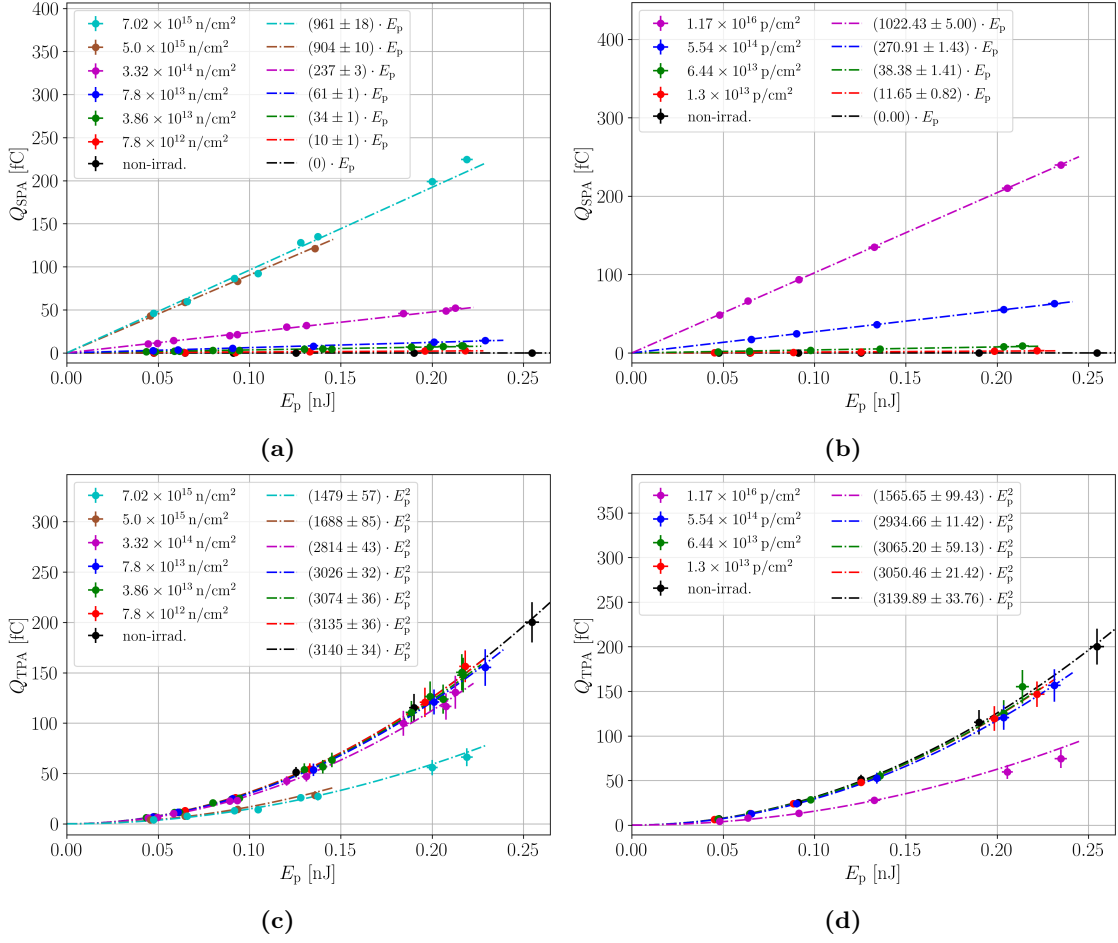 400
350
300
250
200
150
100
50
0
Q_SPA [fC]
7.02 × 10^15 n/cm^2
5.0 × 10^15 n/cm^2
3.32 × 10^14 n/cm^2
7.8 × 10^13 n/cm^2
3.86 × 10^13 n/cm^2
7.8 × 10^12 n/cm^2
non-irrad.
(961 ± 18) · E_p
(904 ± 10) · E_p
(237 ± 3) · E_p
(61 ± 1) · E_p
(34 ± 1) · E_p
(10 ± 1) · E_p
(0) · E_p
0.00 0.05 0.10 0.15 0.20 0.25
E_p [nJ]
(a)
400
300
200
100
0
Q_SPA [fC]
1.17 × 10^16 p/cm^2
5.54 × 10^14 p/cm^2
6.44 × 10^13 p/cm^2
1.3 × 10^13 p/cm^2
non-irrad.
(1022.43 ± 5.00) · E_p
(270.91 ± 1.43) · E_p
(38.38 ± 1.41) · E_p
(11.65 ± 0.82) · E_p
(0.00) · E_p
0.00 0.05 0.10 0.15 0.20 0.25
E_p [nJ]
(b)
300
250
200
150
100
50
0
Q_TPA [fC]
7.02 × 10^15 n/cm^2
5.0 × 10^15 n/cm^2
3.32 × 10^14 n/cm^2
7.8 × 10^13 n/cm^2
3.86 × 10^13 n/cm^2
7.8 × 10^12 n/cm^2
non-irrad.
(1479 ± 57) · E_p^2
(1688 ± 85) · E_p^2
(2814 ± 43) · E_p^2
(3026 ± 32) · E_p^2
(3074 ± 36) · E_p^2
(3135 ± 36) · E_p^2
(3140 ± 34) · E_p^2
0.00 0.05 0.10 0.15 0.20 0.25
E_p [nJ]
(c)
350
300
250
200
150
100
50
0
Q_TPA [fC]
1.17 × 10^16 p/cm^2
5.54 × 10^14 p/cm^2
6.44 × 10^13 p/cm^2
1.3 × 10^13 p/cm^2
non-irrad.
(1565.65 ± 99.43) · E_p^2
(2934.66 ± 11.42) · E_p^2
(3065.20 ± 59.13) · E_p^2
(3050.46 ± 21.42) · E_p^2
(3139.89 ± 33.76) · E_p^2
0.00 0.05 0.10 0.15 0.20 0.25
E_p [nJ]
(d)